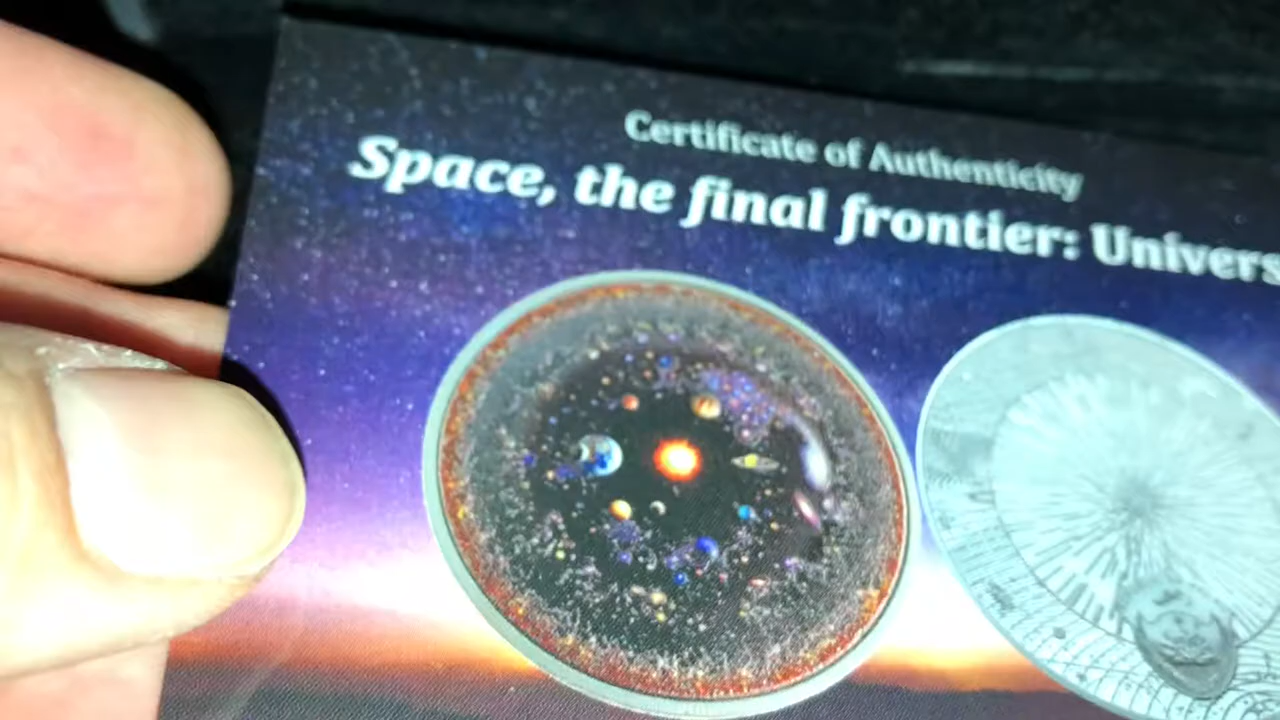 Certificate of Authenticity
Space, the final frontier: Univers